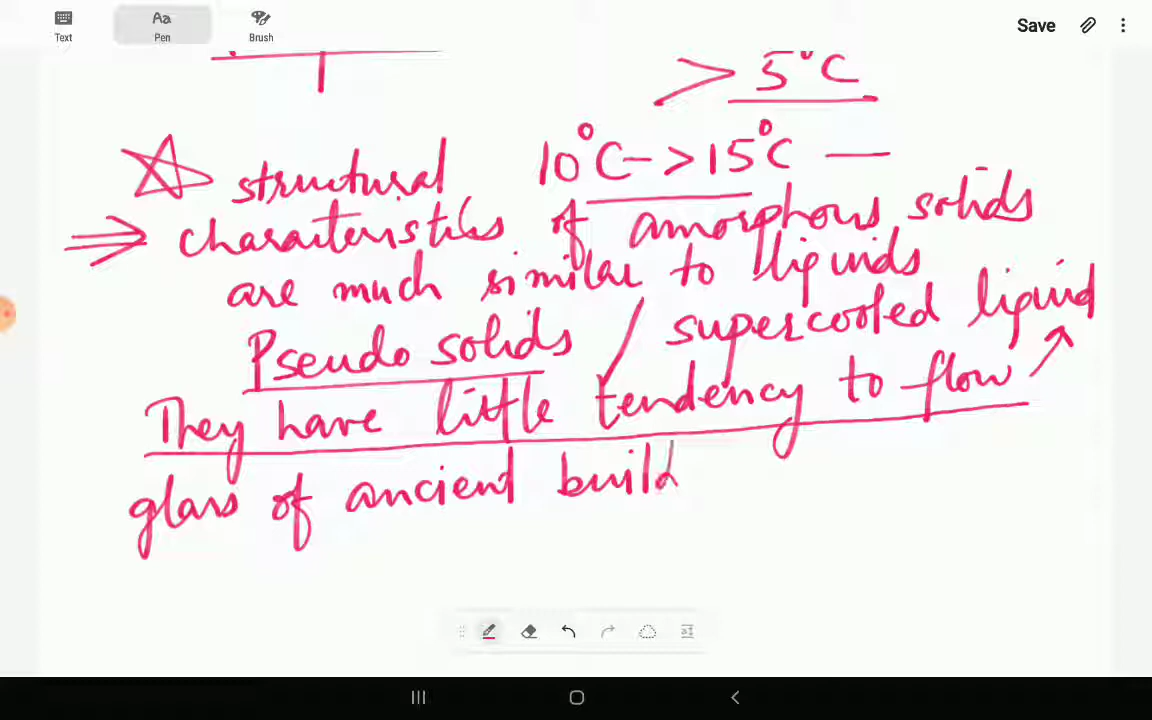 Text
Aa
Pen
Brush
Save
> 5°C
10°C - > 15°C —
structural
⇒ characteristics of amorphous solids
are much similar to liquids
Pseudo solids / supercooled liquid
They have little tendency to flow
glass of ancient build